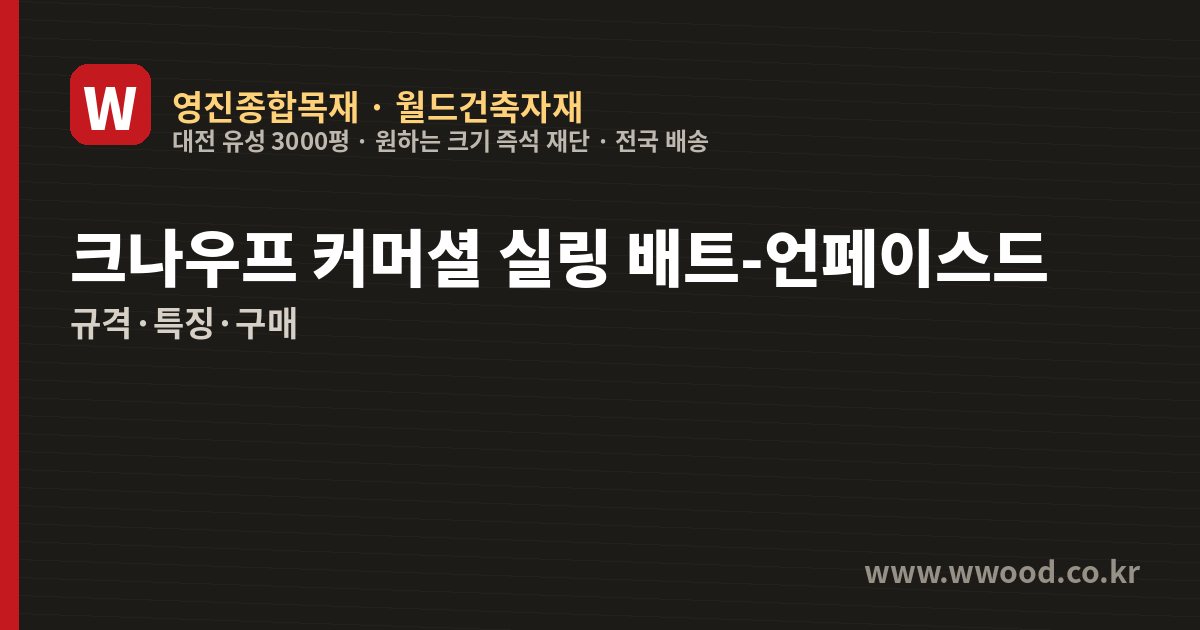 W
영진종합목재 · 월드건축자재
대전 유성 3000평 · 원하는 크기 즉석 재단 · 전국 배송
크나우프 커머셜 실링 배트-언페이스드
규격·특징·구매
www.wwood.co.kr